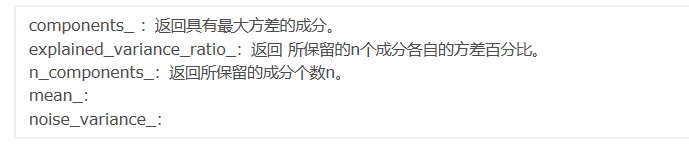 components_ ：返回具有最大方差的成分。
explained_variance_ratio_：返回 所保留的n个成分各自的方差百分比。
n_components_：返回所保留的成分个数n。
mean_：
noise_variance_：